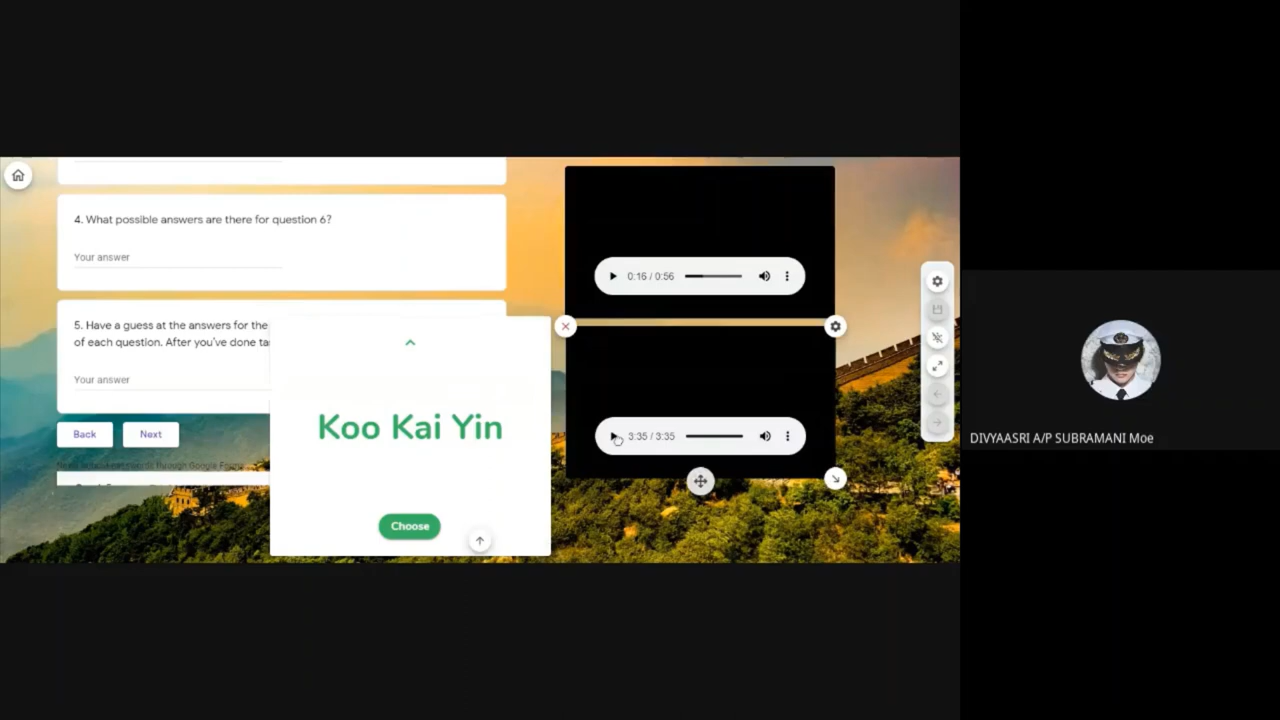 4. What possible answers are there for question 6?
Your answer
5. Have a guess at the answers for the
of each question. After you've done ta
Your answer
Back
Next
Koo Kai Yin
Choose
0:16 / 0:56
3:35 / 3:35
DIVYAASRI A/P SUBRAMANI Moe